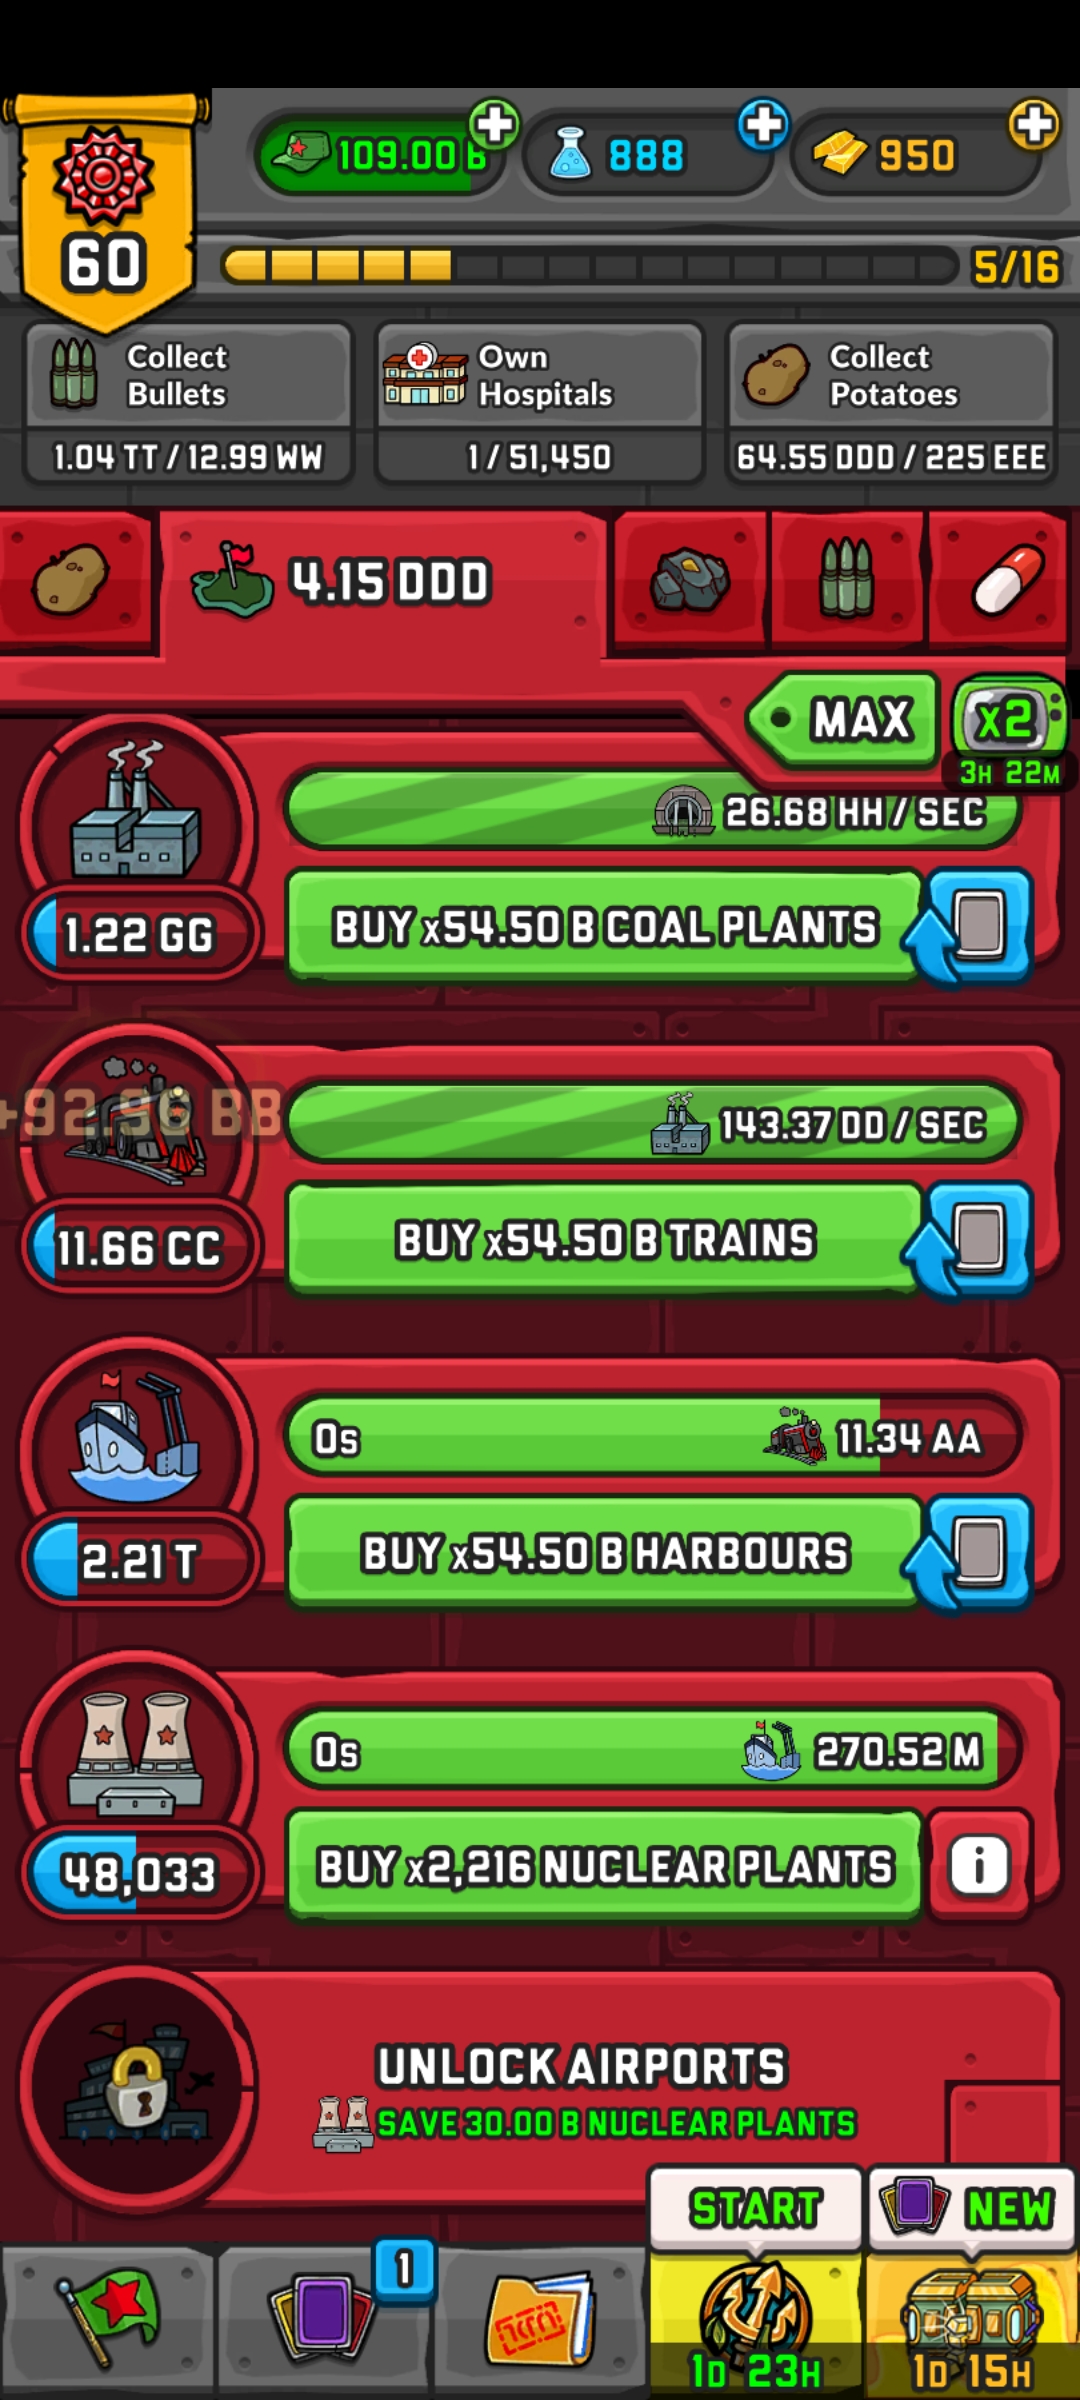 109.00 B
888
950
60
5/16
Collect
Bullets
Own
Hospitals
Collect
Potatoes
1.04 TT / 12.99 WW
1 / 51,450
64.55 DDD / 225 EEE
4.15 DDD
MAX
x2
3H 22M
26.68 HH / SEC
1.22 GG
BUY x54.50 B COAL PLANTS
+92.96 BB
143.37 DD / SEC
11.66 CC
BUY x54.50 B TRAINS
0s
11.34 AA
2.21 T
BUY x54.50 B HARBOURS
0s
270.52 M
48,033
BUY x2,216 NUCLEAR PLANTS
i
UNLOCK AIRPORTS
SAVE 30.00 B NUCLEAR PLANTS
START
NEW
1
1D 23H
1D 15H